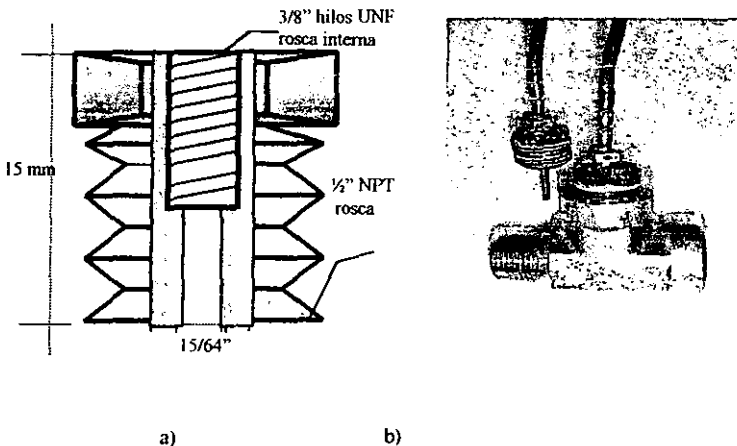 3/8” hilos UNF
rosca interna
15 mm
½” NPT
rosca
15/64”
a)
b)